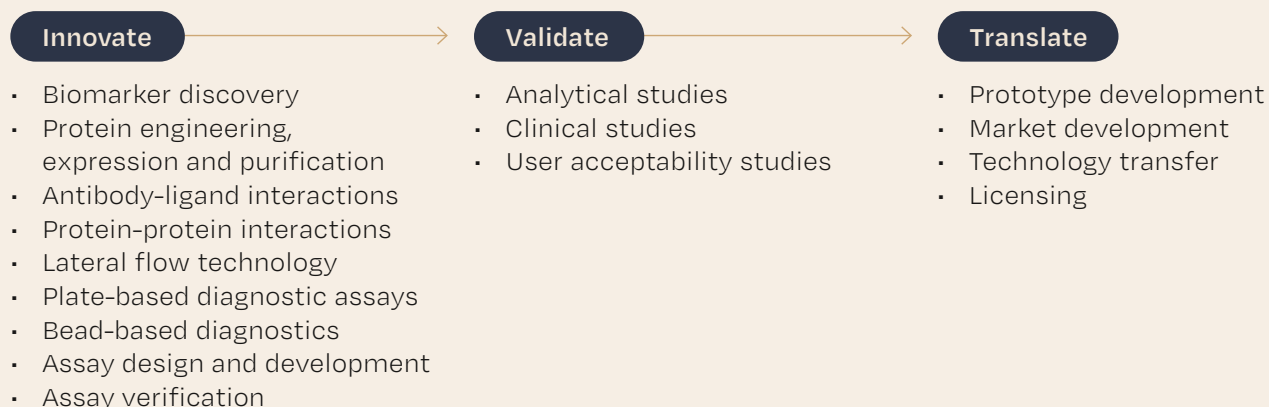 Innovate
• Biomarker discovery
• Protein engineering,
expression and purification
• Antibody-ligand interactions
• Protein-protein interactions
• Lateral flow technology
• Plate-based diagnostic assays
• Bead-based diagnostics
• Assay design and development
• Assay verification
Validate
• Analytical studies
• Clinical studies
• User acceptability studies
Translate
• Prototype development
• Market development
• Technology transfer
• Licensing